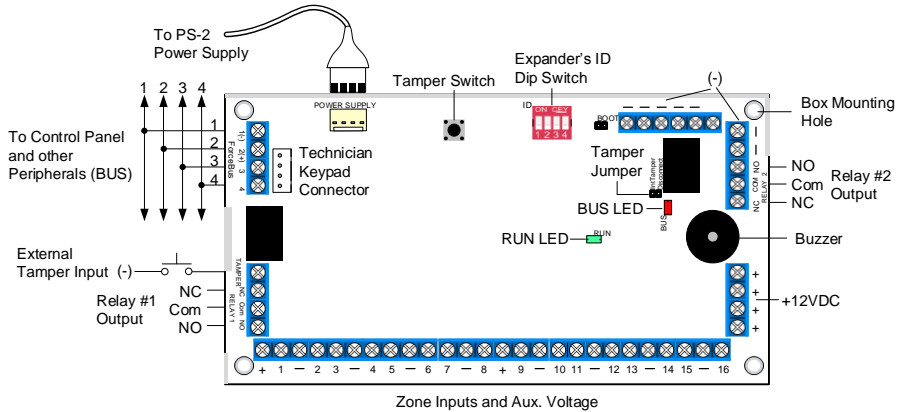 To PS-2
Power Supply
Tamper Switch
Expander's ID
Dip Switch
(-)
1 2 3 4
POWER SUPPLY
ID
ON CEY
1 2 3 4
BOOT
Box Mounting
Hole
To Control Panel
and other
Peripherals (BUS)
1
2
3
4
1(-)
2(+)
3
4
ForceBus
Technician
Keypad
Connector
Tamper
Jumper
IntTamper
Disconnect
BUS LED
BUS
RUN LED
RUN
NO
Com
NC
NO
COM
NC
RELAY 2
Relay #2
Output
Buzzer
External
Tamper Input (-)
TAMPER
NC
Com
NO
RELAY 1
Relay #1
Output
NC
Com
NO
+
+
+
+
+12VDC
+ 1 – 2 3 – 4 5 – 6 7 – 8 + 9 – 10 11 – 12 13 – 14 15 – 16
Zone Inputs and Aux. Voltage